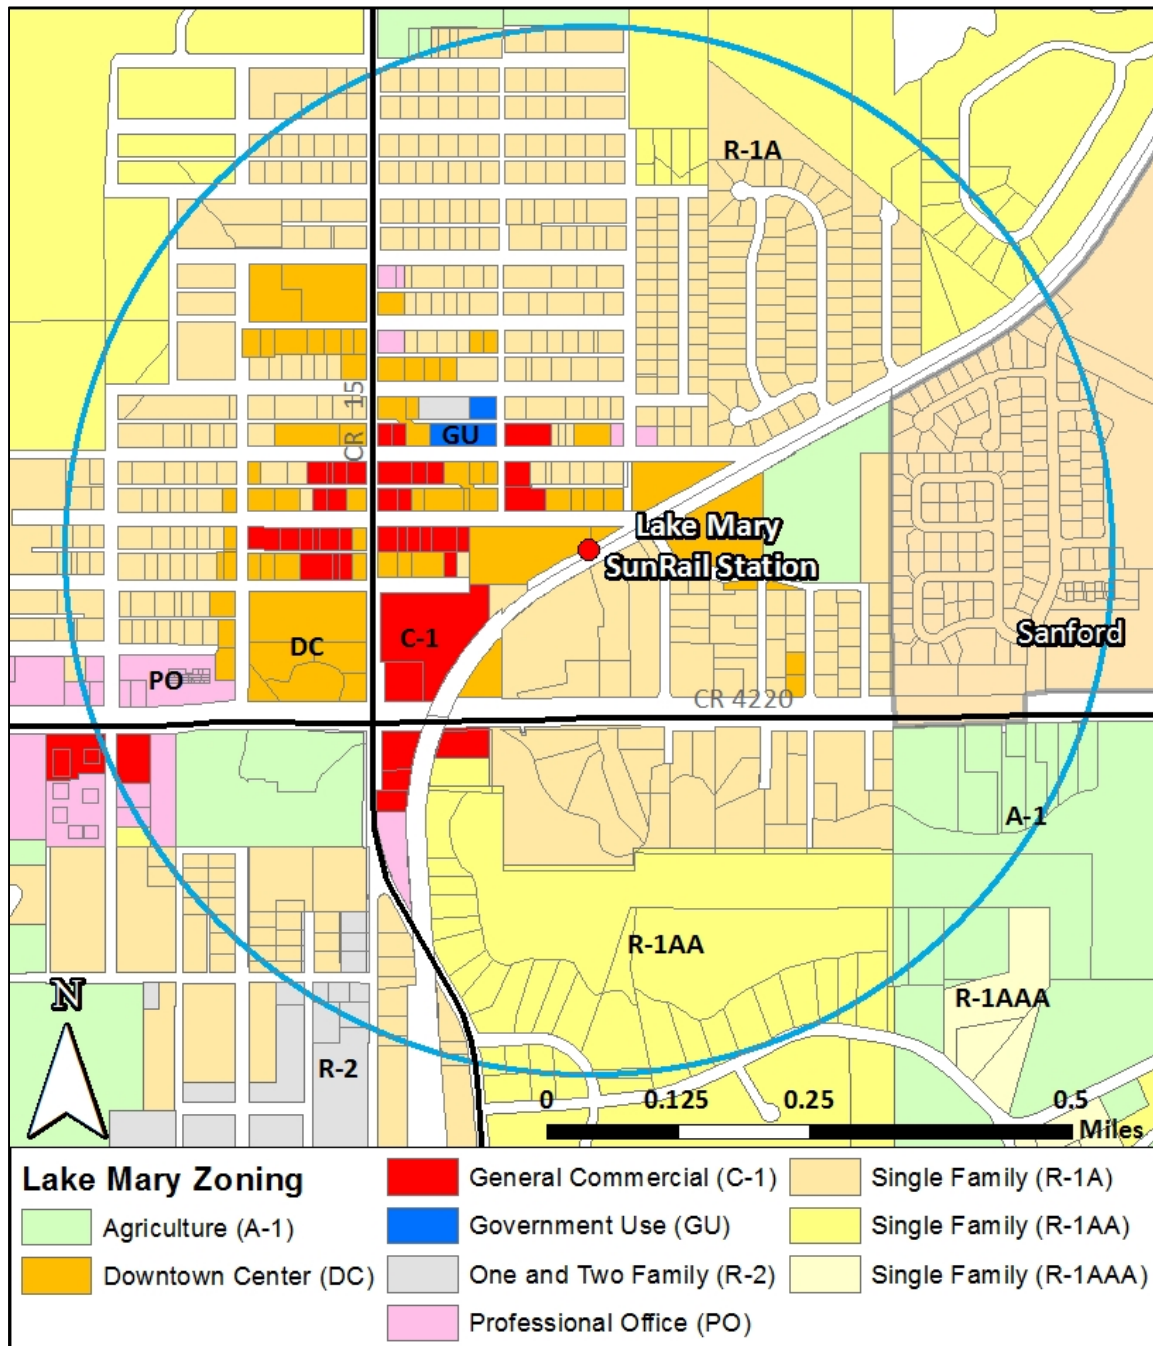 R-1A
CR 15
GU
Lake Mary
SunRail Station
Sanford
DC
C-1
PO
CR 4220
A-1
R-1AA
R-1AAA
N
R-2
0 0.125 0.25 0.5
Miles
Lake Mary Zoning
Agriculture (A-1)
Downtown Center (DC)
General Commercial (C-1)
Government Use (GU)
One and Two Family (R-2)
Professional Office (PO)
Single Family (R-1A)
Single Family (R-1AA)
Single Family (R-1AAA)